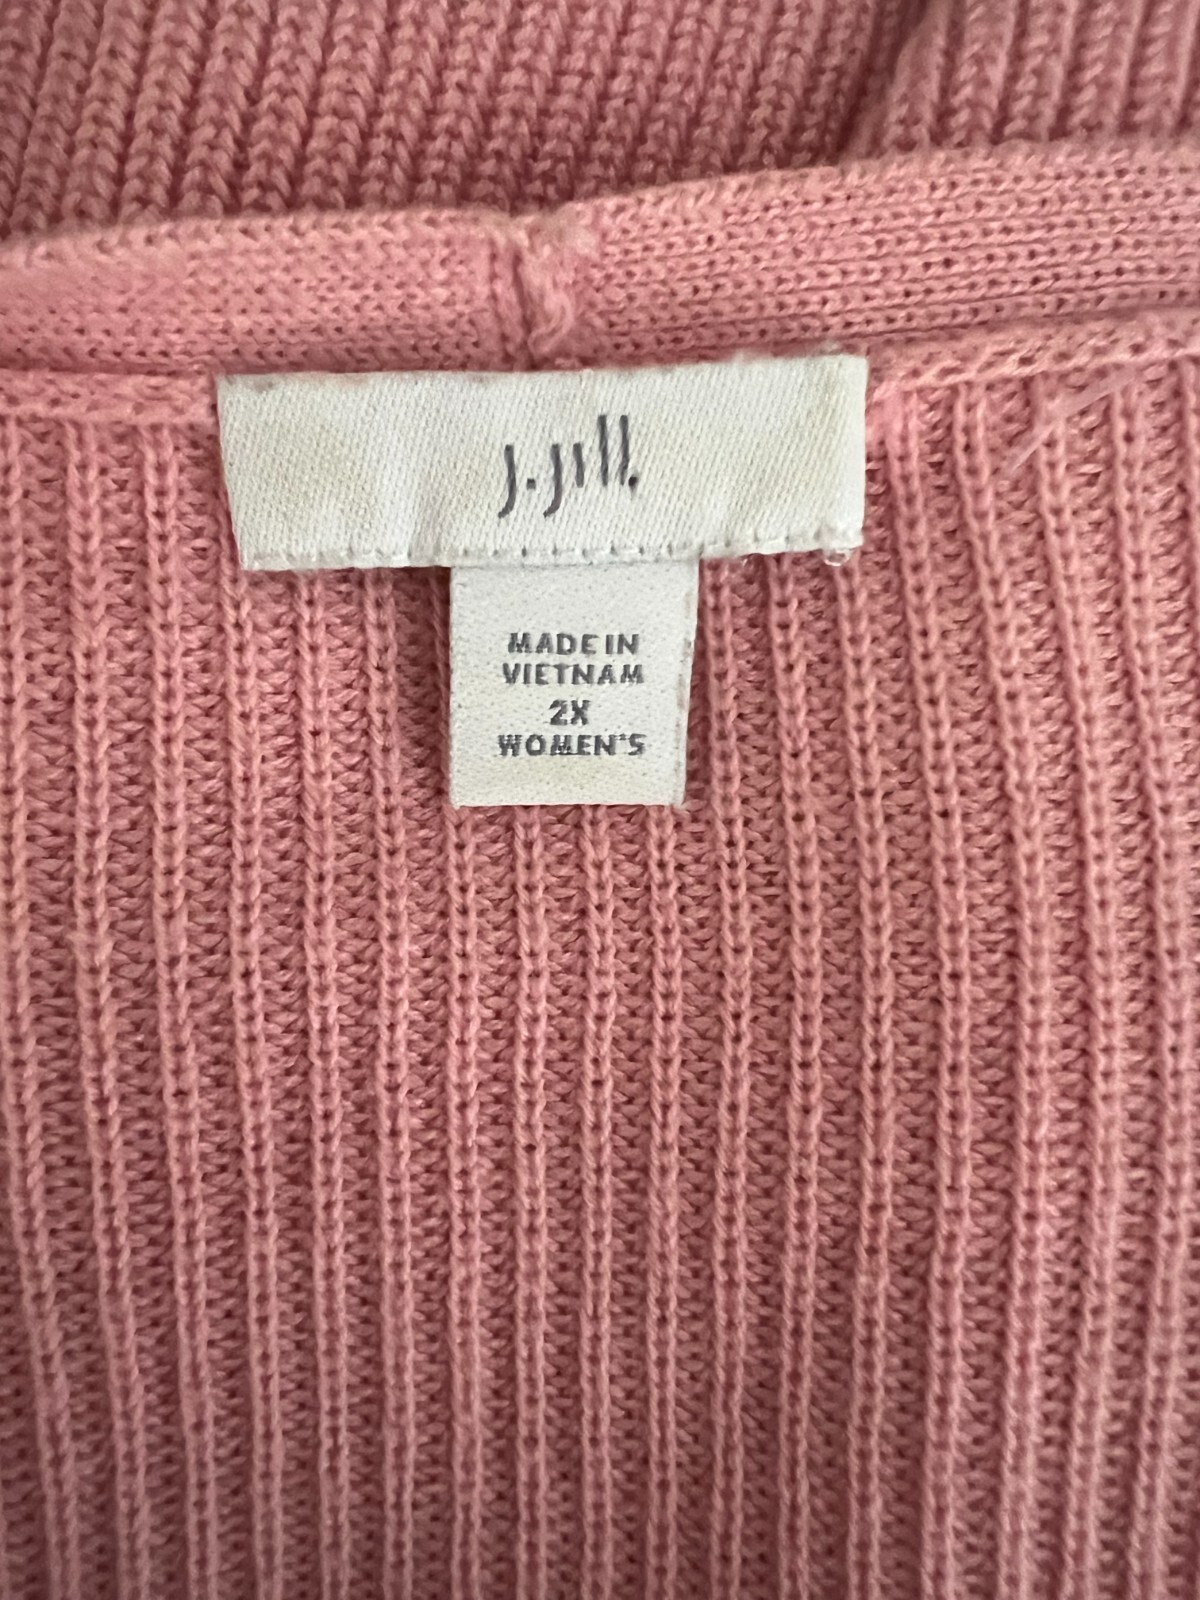 J.Jill.
MADE IN
VIETNAM
2X
WOMEN'S